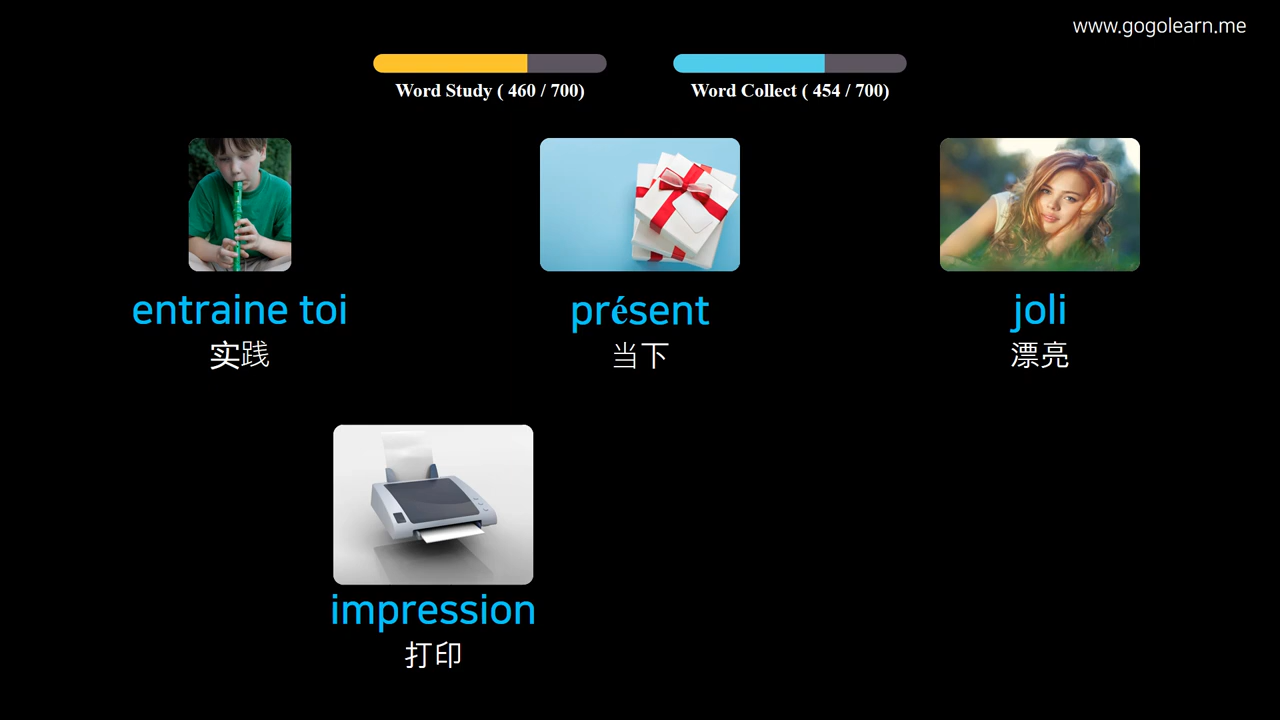 www.gogolearn.me
Word Study ( 460 / 700)
Word Collect ( 454 / 700)
entraine toi
实践
présent
当下
joli
漂亮
impression
打印